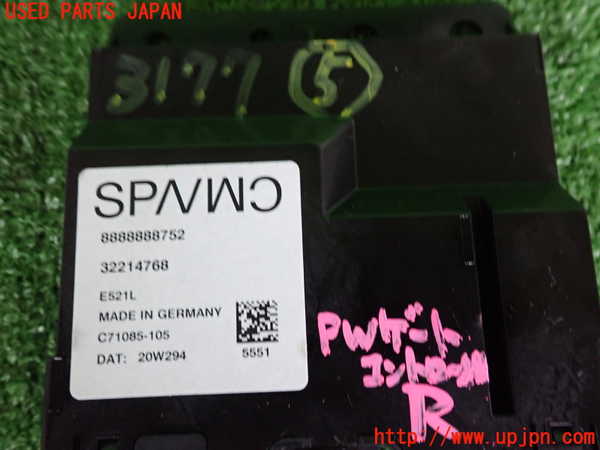 USED PARTS JAPAN
3177 (5)
8888888752
32214768
E521L
MADE IN GERMANY
C71085-105
DAT: 20W294
5551
PWゲート
コントロール
R
http://www.upjpn.com